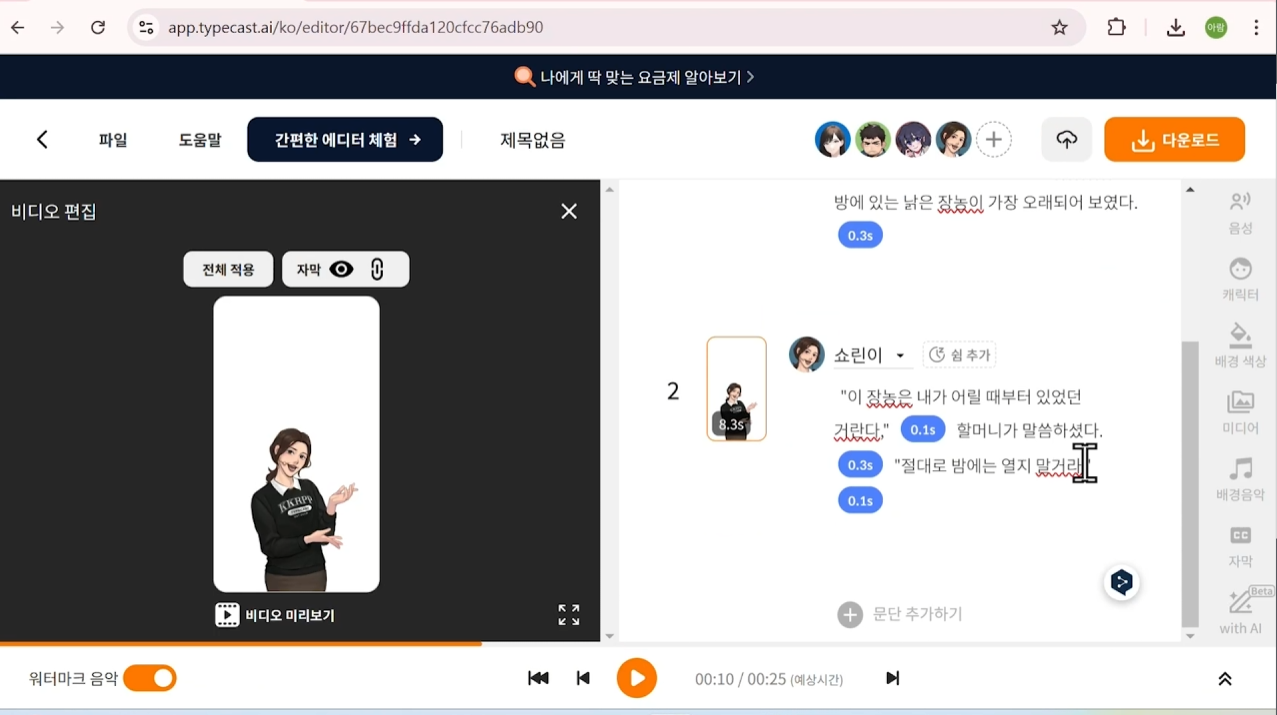 app.typecast.ai/ko/editor/67bec9ffda120cfcc76adb90
아람
나에게 딱 맞는 요금제 알아보기 >
파일
도움말
간편한 에디터 체험 →
제목없음
다운로드
비디오 편집
전체 적용
자막
KKRPP
비디오 미리보기
방에 있는 낡은 장농이 가장 오래되어 보였다.
0.3s
2
8.3s
쇼린이
쉼 추가
"이 장농은 내가 어릴 때부터 있었던
거란다," 0.1s 할머니가 말씀하셨다.
0.3s "절대로 밤에는 열지 말거라"
0.1s
문단 추가하기
음성
캐릭터
배경 색상
미디어
배경음악
CC
자막
Beta
with AI
워터마크 음악
00:10 / 00:25 (예상시간)